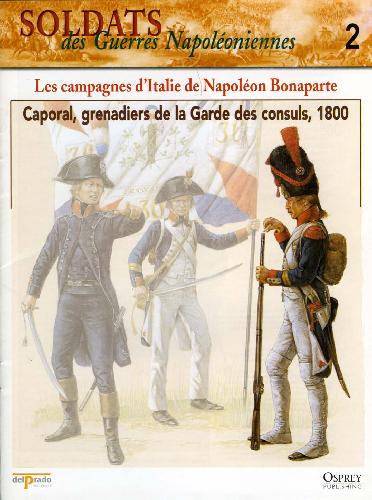 SOLDATS
des Guerres Napoléoniennes
2
Les campagnes d'Italie de Napoléon Bonaparte
Caporal, grenadiers de la Garde des consuls, 1800
delPrado
OSPREY
PUBLISHING